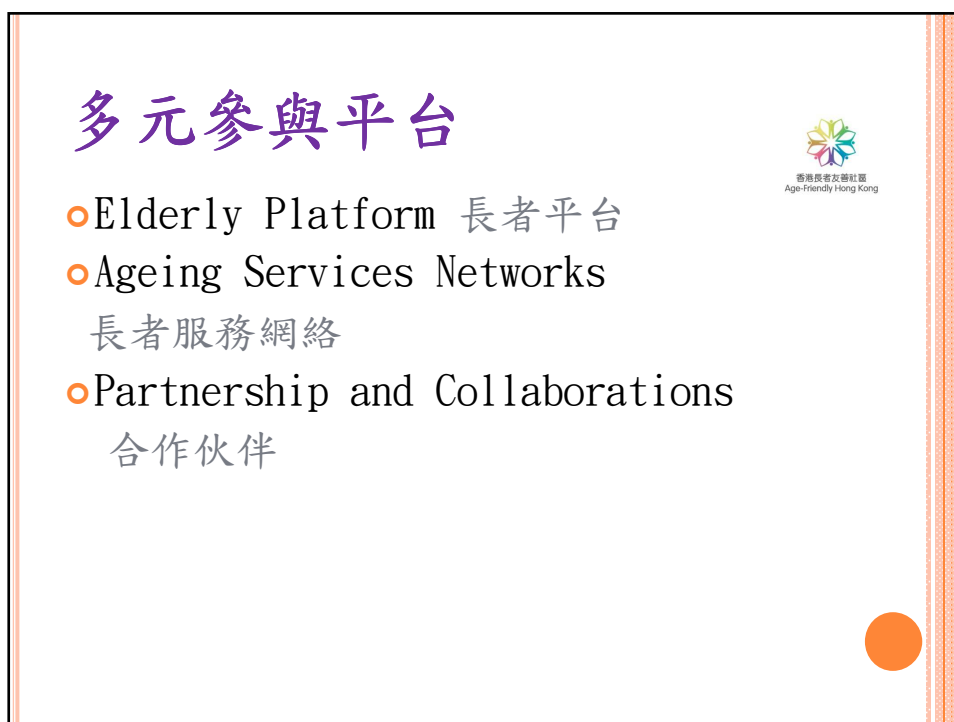 多元參與平台
香港長者友善社區
Age-Friendly Hong Kong
Elderly Platform 長者平台
Ageing Services Networks
長者服務網絡
Partnership and Collaborations
合作伙伴